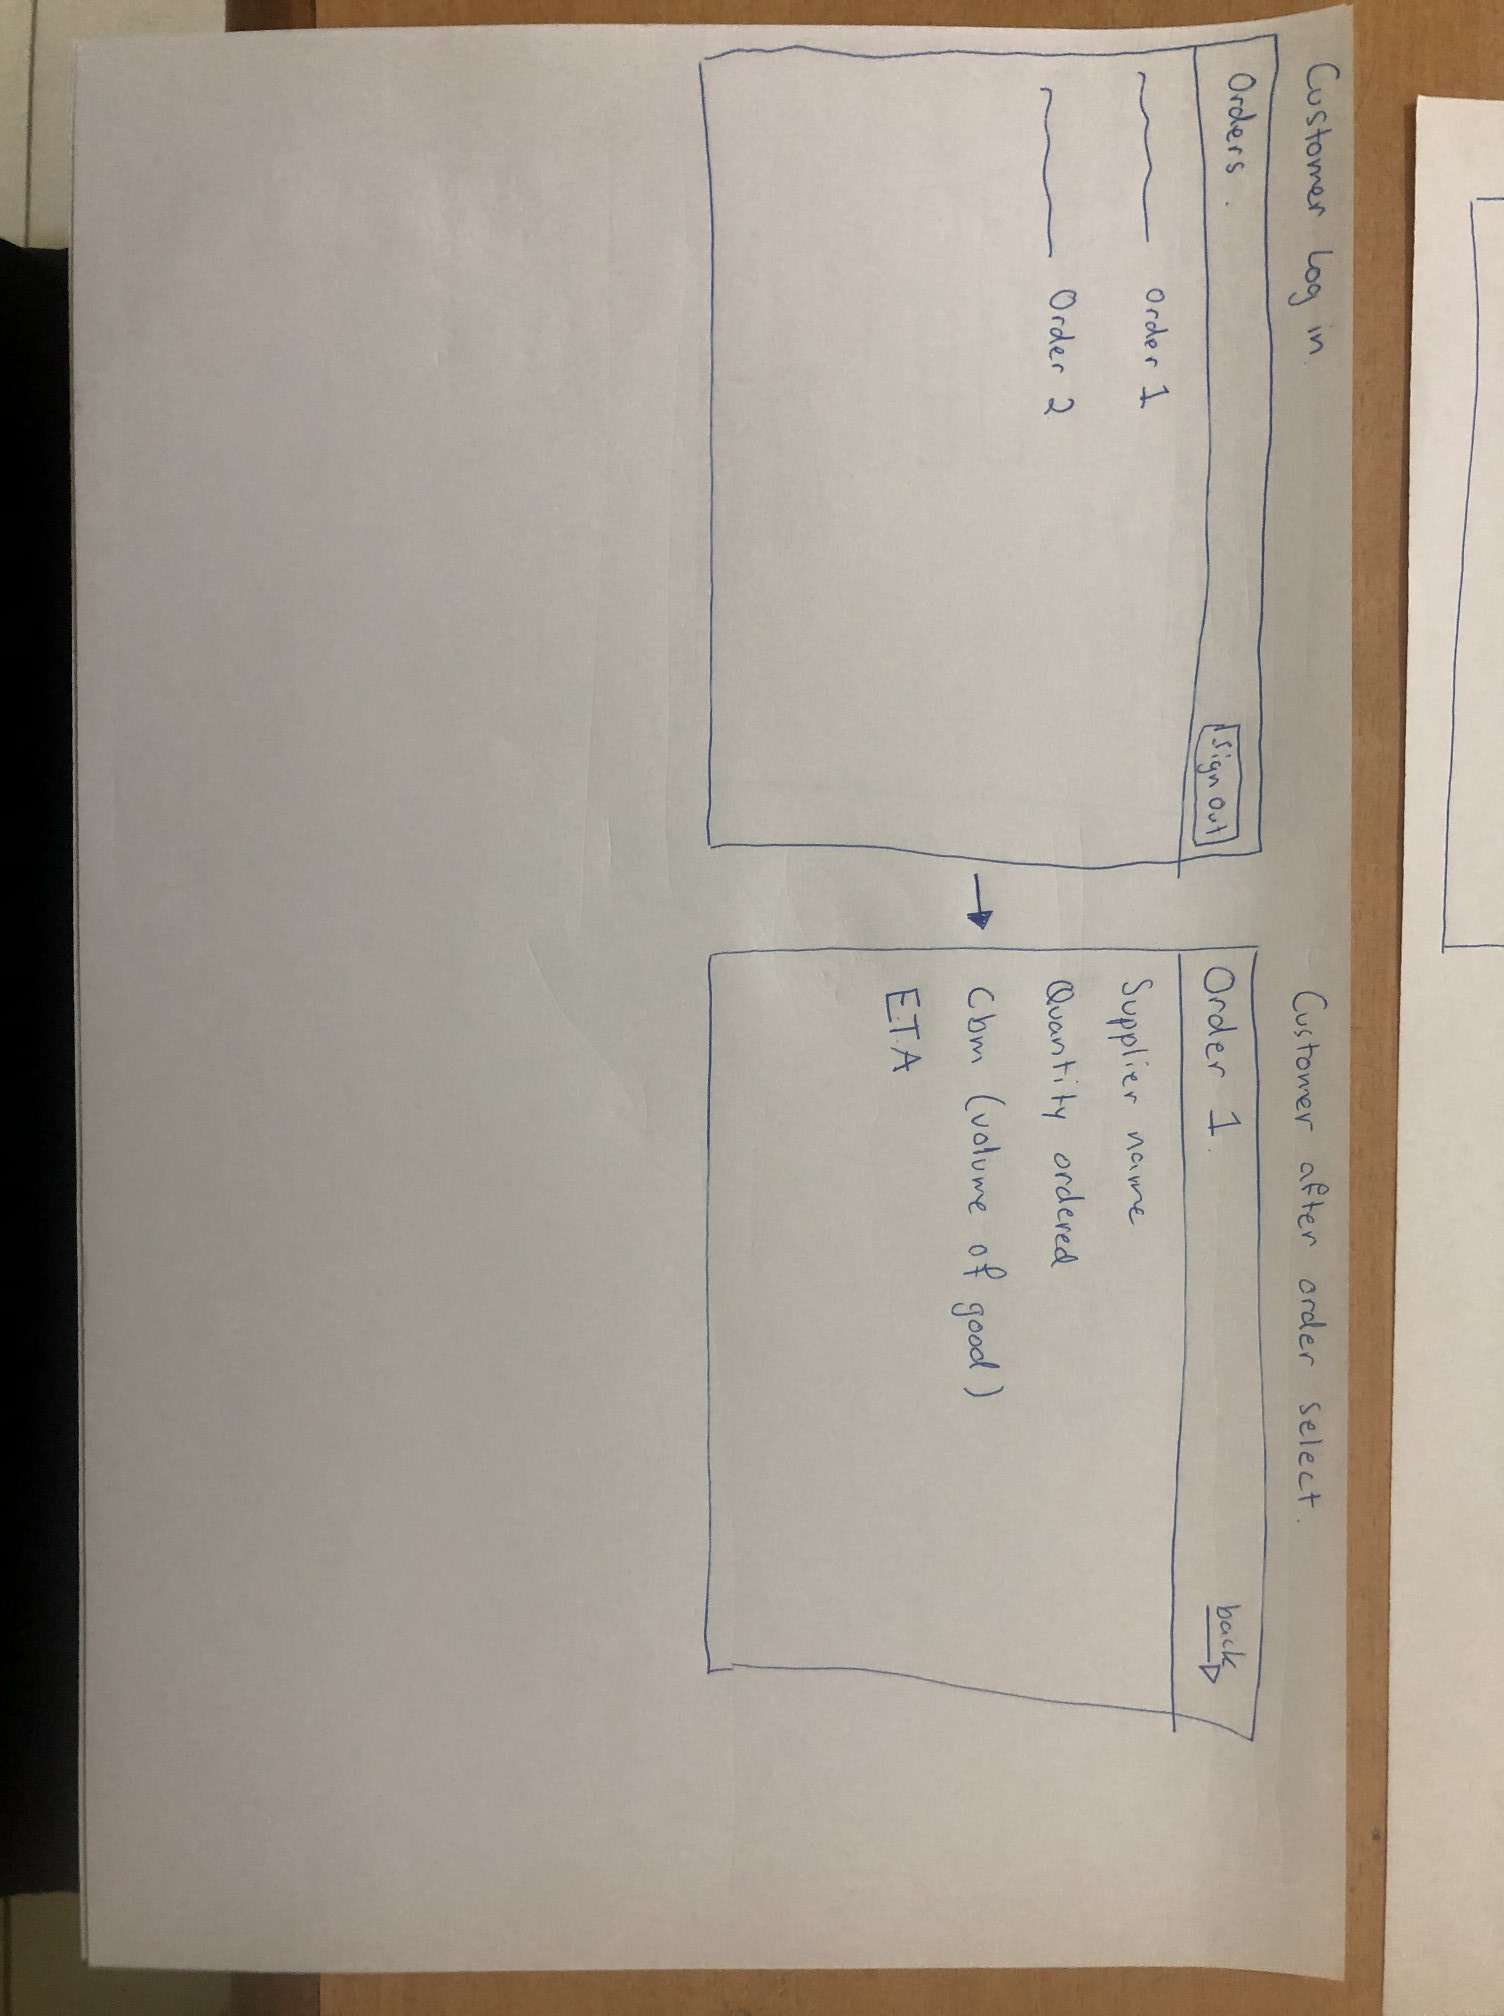 Customer Log in.
Orders.
Sign Out
Order 1
Order 2
Customer after order select.
Order 1.
back
Supplier name
Quantity ordered
Cbm (volume of good)
E.T.A